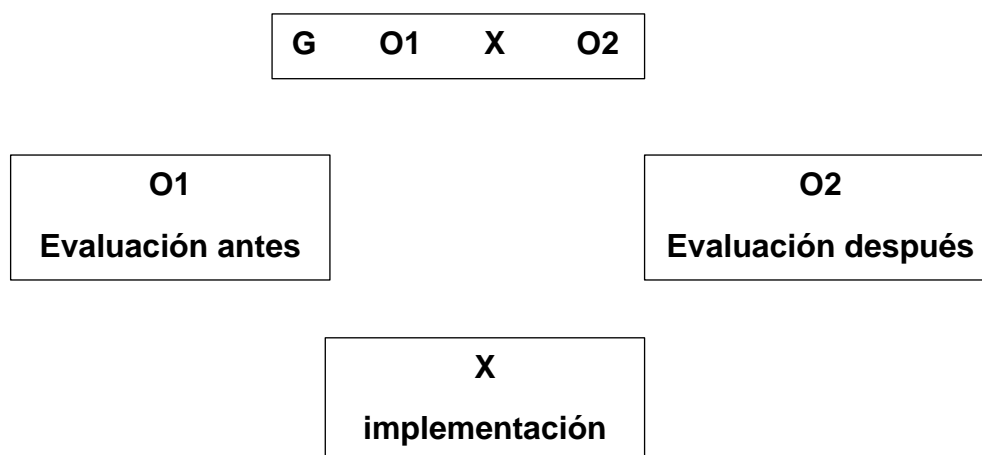 G O1 X O2
O1
Evaluación antes
O2
Evaluación después
X
implementación